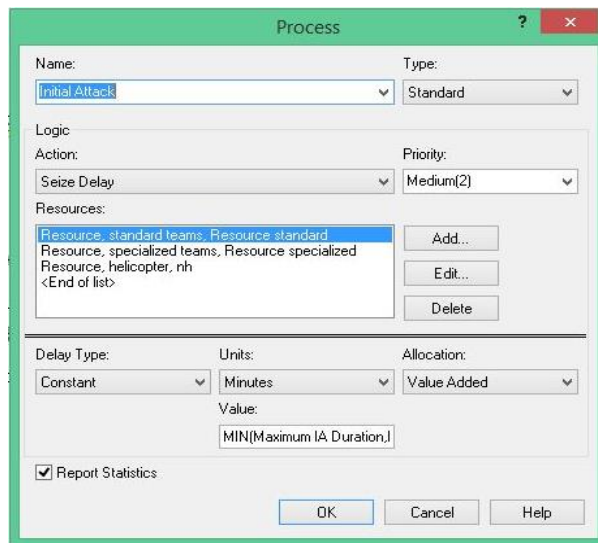 Process
?
×
Name:
Type:
Initial Attack
Standard
Logic
Action:
Priority:
Seize Delay
Medium(2)
Resources:
Resource, standard teams, Resource standard
Resource, specialized teams, Resource specialized
Resource, helicopter, nh
<End of list>
Add...
Edit...
Delete
Delay Type:
Units:
Allocation:
Constant
Minutes
Value Added
Value:
MIN(Maximum IA Duration,I
Report Statistics
OK
Cancel
Help